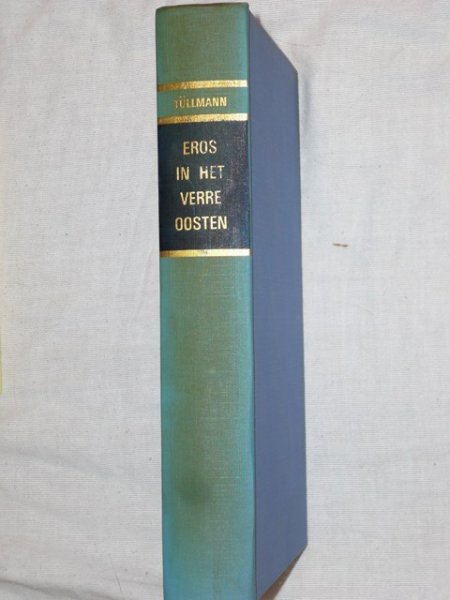 TÜLLMANN
EROS
IN HET
VERRE
OOSTEN